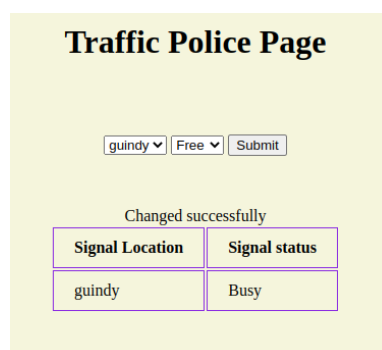 Traffic Police Page
guindy Free Submit
Changed successfully
Signal Location Signal status
guindy Busy